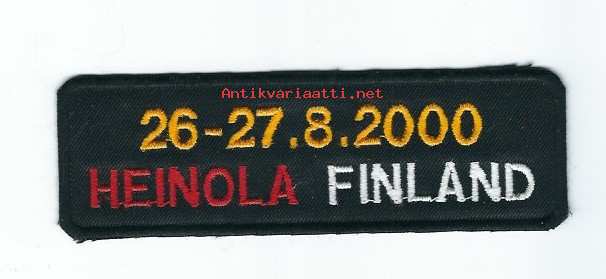 Antikvariaatti.net
26-27.8.2000
HEINOLA FINLAND